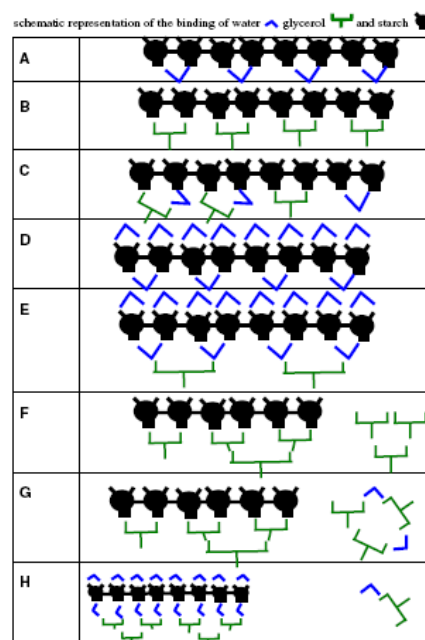 schematic representation of the binding of water glycerol and starch
A
B
C
D
E
F
G
H